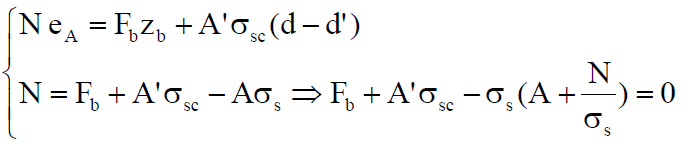 N e_A = F_b z_b + A'σ_sc (d − d')
N = F_b + A'σ_sc − Aσ_s ⇒ F_b + A'σ_sc − σ_s (A + N/σ_s) = 0